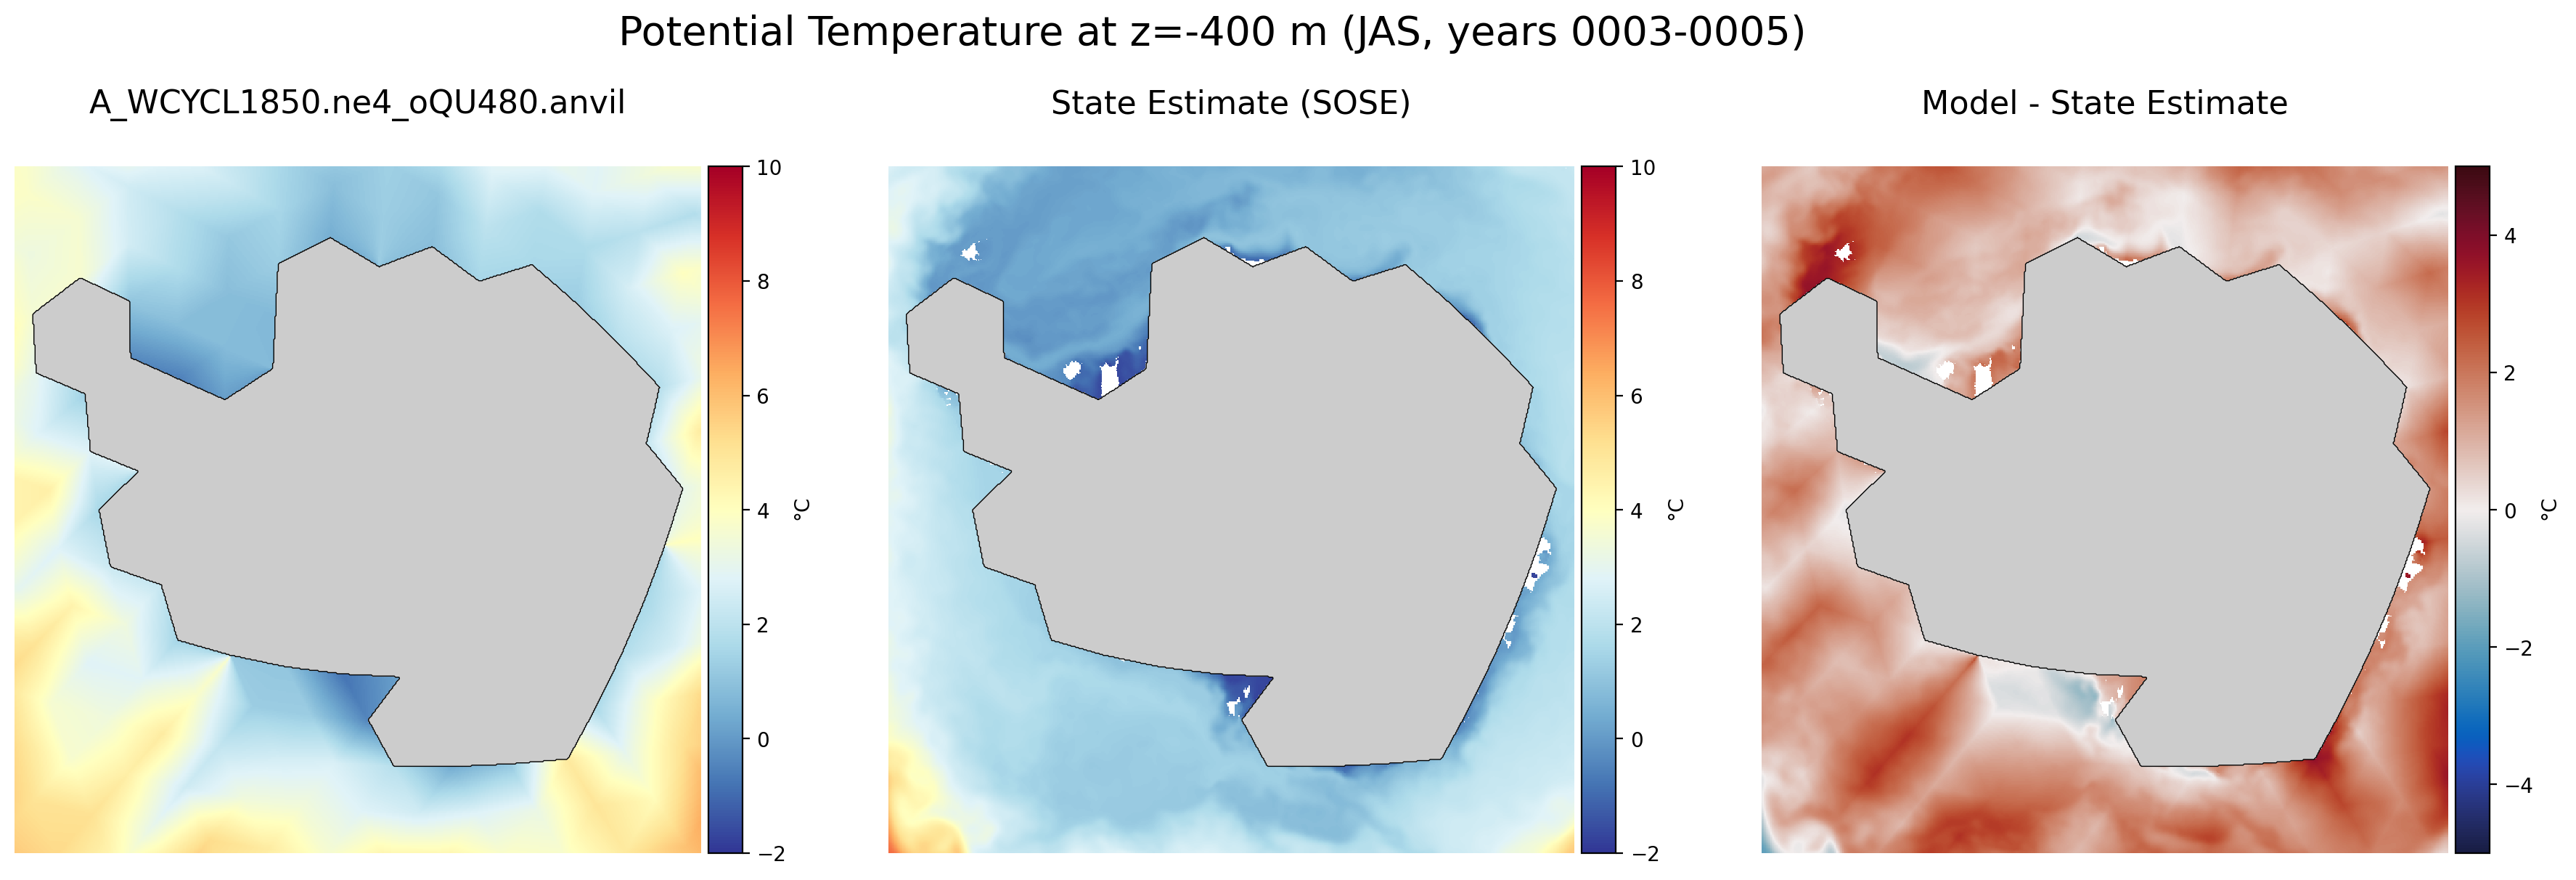 Potential Temperature at z=-400 m (JAS, years 0003-0005)
A_WCYCL1850.ne4_oQU480.anvil
State Estimate (SOSE)
Model - State Estimate
10
8
6
4
2
0
−2
°C
10
8
6
4
2
0
−2
°C
4
2
0
−2
−4
°C